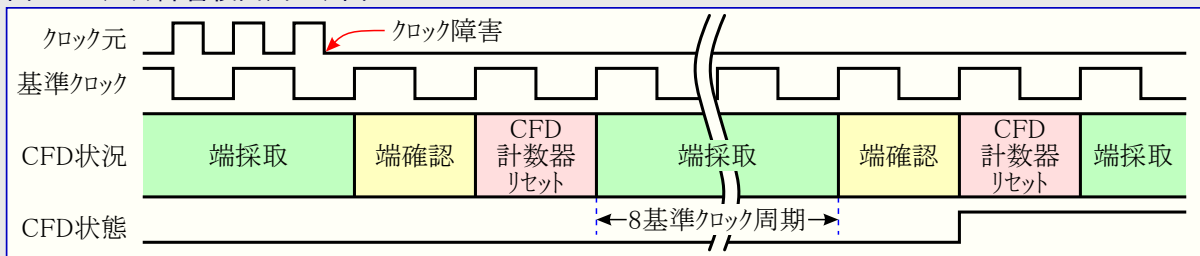 クロック元
クロック障害
基準クロック
CFD状況
端採取
端確認
CFD
計数器
リセット
端採取
端確認
CFD
計数器
リセット
端採取
CFD状態
8基準クロック周期